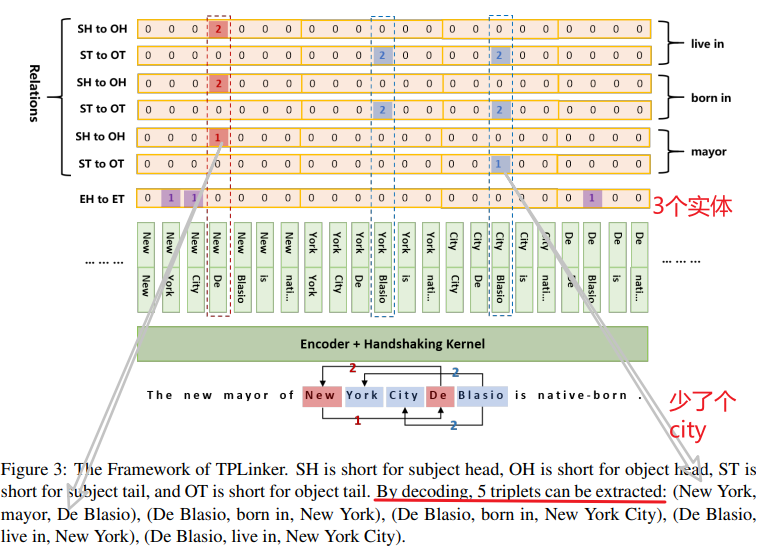 SH to OH 0 0 0 2 0 0 0 0 0 0 0 0 0 0 0 0 0 0 0 0 0 0
live in
ST to OT 0 0 0 0 0 0 0 0 0 0 2 0 0 0 0 2 0 0 0 0 0 0
Relations
SH to OH 0 0 0 2 0 0 0 0 0 0 0 0 0 0 0 0 0 0 0 0 0 0
born in
ST to OT 0 0 0 0 0 0 0 0 0 0 2 0 0 0 0 2 0 0 0 0 0 0
SH to OH 0 0 0 1 0 0 0 0 0 0 0 0 0 0 0 0 0 0 0 0 0 0
mayor
ST to OT 0 0 0 0 0 0 0 0 0 0 0 0 0 0 0 1 0 0 0 0 0 0
EH to ET 0 1 1 0 0 0 0 0 0 0 0 0 0 0 0 0 0 0 0 1 0 0
3个实体
New New New New New New New York York York York York York City City City City City De De De De
... ... ... ...
New York City De Blasio is nati... York City De Blasio is nati... City De Blasio is nati... De Blasio is nati...
Encoder + Handshaking Kernel
2 2
The new mayor of New York City De Blasio is native-born .
1 2
少了个
city
Figure 3: The Framework of TPLinker. SH is short for subject head, OH is short for object head, ST is
short for subject tail, and OT is short for object tail. By decoding, 5 triplets can be extracted: (New York,
mayor, De Blasio), (De Blasio, born in, New York), (De Blasio, born in, New York City), (De Blasio,
live in, New York), (De Blasio, live in, New York City).